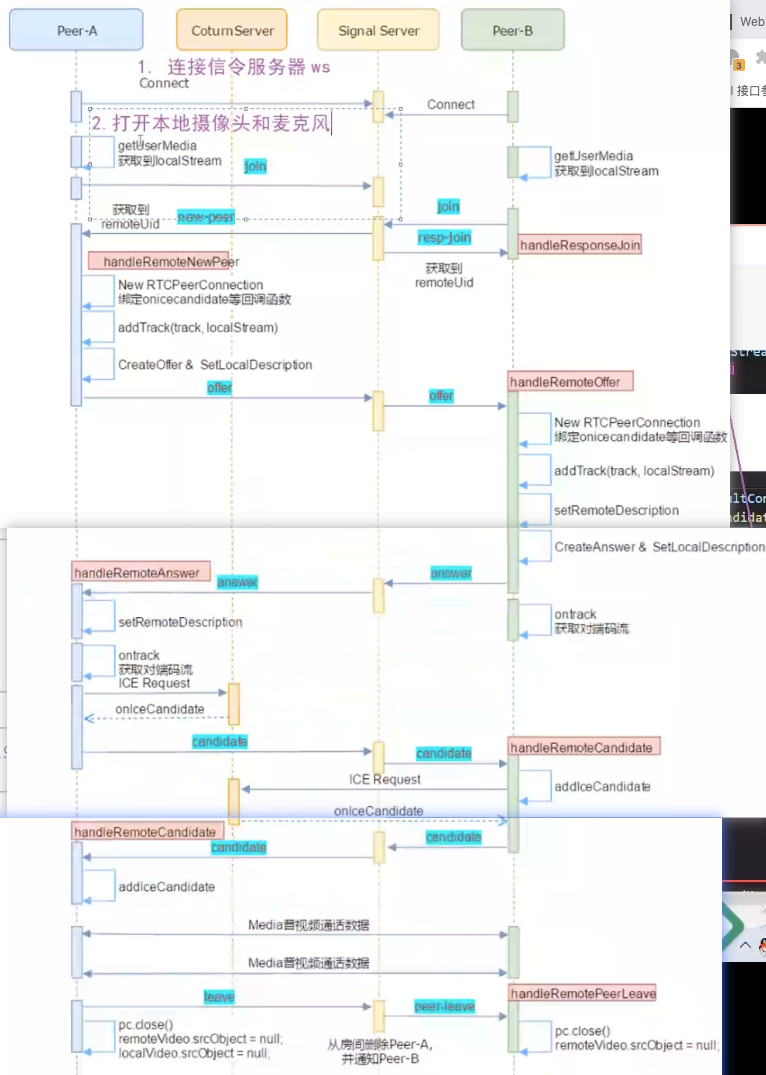 Peer-A
CoturnServer
Signal Server
Peer-B
Web
3
接口参
1. 连接信令服务器 ws
Connect
Connect
2. 打开本地摄像头和麦克风
getUserMedia
获取到localStream
getUserMedia
获取到localStream
join
join
获取到
remoteUid
new-peer
resp-join
handleResponseJoin
获取到
remoteUid
handleRemoteNewPeer
New RTCPeerConnection
绑定onicecandidate等回调函数
addTrack(track, localStream)
CreateOffer & SetLocalDescription
offer
offer
handleRemoteOffer
New RTCPeerConnection
绑定onicecandidate等回调函数
addTrack(track, localStream)
setRemoteDescription
CreateAnswer & SetLocalDescription
handleRemoteAnswer
answer
answer
setRemoteDescription
ontrack
获取对端码流
ontrack
获取对端码流
ICE Request
onIceCandidate
candidate
candidate
handleRemoteCandidate
addIceCandidate
ICE Request
onIceCandidate
handleRemoteCandidate
candidate
candidate
addIceCandidate
Media音视频通话数据
Media音视频通话数据
leave
peer-leave
handleRemotePeerLeave
pc.close()
remoteVideo.srcObject = null;
localVideo.srcObject = null;
从房间删除Peer-A,
并通知Peer-B
pc.close()
remoteVideo.srcObject = null;